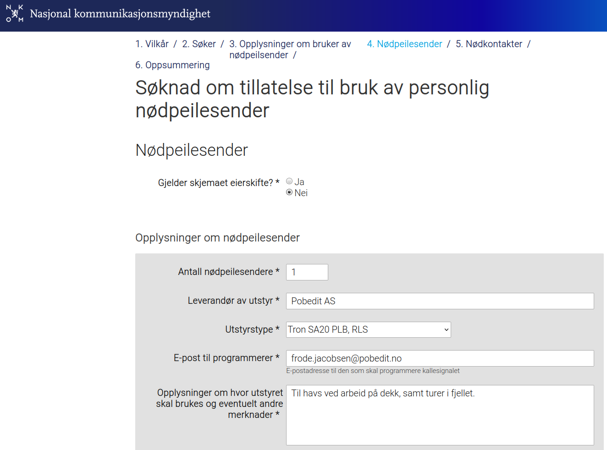 N K
O M
Nasjonal kommunikasjonsmyndighet
1. Vilkår / 2. Søker / 3. Opplysninger om bruker av nødpeilsender / 4. Nødpeilesender / 5. Nødkontakter /
6. Oppsummering
Søknad om tillatelse til bruk av personlig
nødpeilesender
Nødpeilesender
Gjelder skjemaet eierskifte? * Ja
Nei
Opplysninger om nødpeilesender
Antall nødpeilesendere * 1
Leverandør av utstyr * Pobedit AS
Utstyrstype * Tron SA20 PLB, RLS
E-post til programmerer * frode.jacobsen@pobedit.no
E-postadresse til den som skal programmere kallesignalet
Opplysninger om hvor utstyret
skal brukes og eventuelt andre
merknader *
Til havs ved arbeid på dekk, samt turer i fjellet.